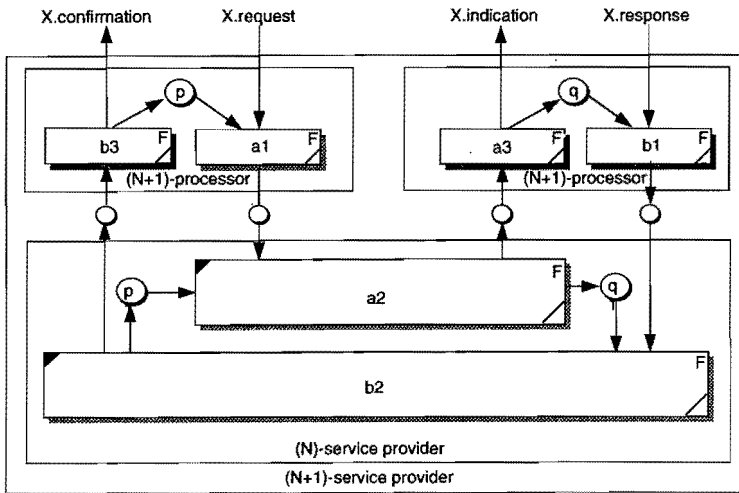 X.confirmation X.request X.indication X.response
p q
b3 F a1 F a3 F b1 F
(N+1)-processor (N+1)-processor
a2 F
p q
b2 F
(N)-service provider
(N+1)-service provider